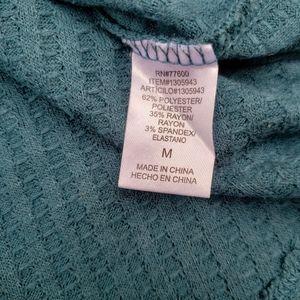 RN#77600
ITEM#1305943
ARTICILO#1305943
62% POLYESTER/
POLIESTER
35% RAYON/
RAYON
3% SPANDEX/
ELASTANO
M
MADE IN CHINA
HECHO EN CHINA